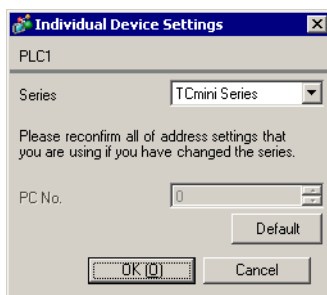 Individual Device Settings
PLC1
Series TCmini Series
Please reconfirm all of address settings that
you are using if you have changed the series.
PC No. 0
Default
OK (O) Cancel